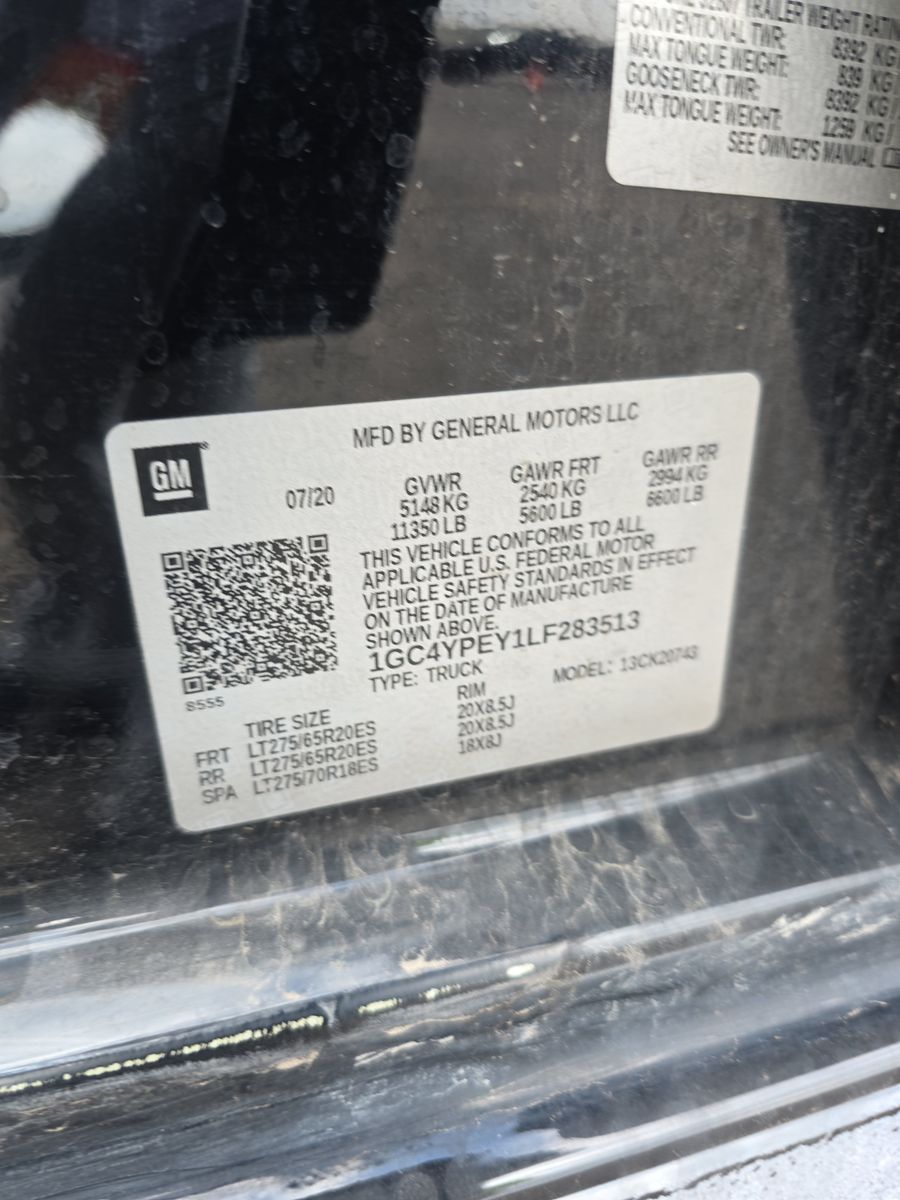 TRAILER WEIGHT RATIN
CONVENTIONAL TWR: 8392 KG
MAX TONGUE WEIGHT: 839 KG
GOOSENECK TWR: 8392 KG /
MAX TONGUE WEIGHT: 1259 KG /
SEE OWNER'S MANUAL
MFD BY GENERAL MOTORS LLC
GM
07/20
GVWR GAWR FRT GAWR RR
5148 KG 2540 KG 2994 KG
11350 LB 5600 LB 6600 LB
THIS VEHICLE CONFORMS TO ALL
APPLICABLE U.S. FEDERAL MOTOR
VEHICLE SAFETY STANDARDS IN EFFECT
ON THE DATE OF MANUFACTURE
SHOWN ABOVE.
1GC4YPEY1LF283513
TYPE: TRUCK MODEL: 13CK20743
8555
TIRE SIZE RIM
FRT LT275/65R20ES 20X8.5J
RR LT275/65R20ES 20X8.5J
SPA LT275/70R18ES 18X8J